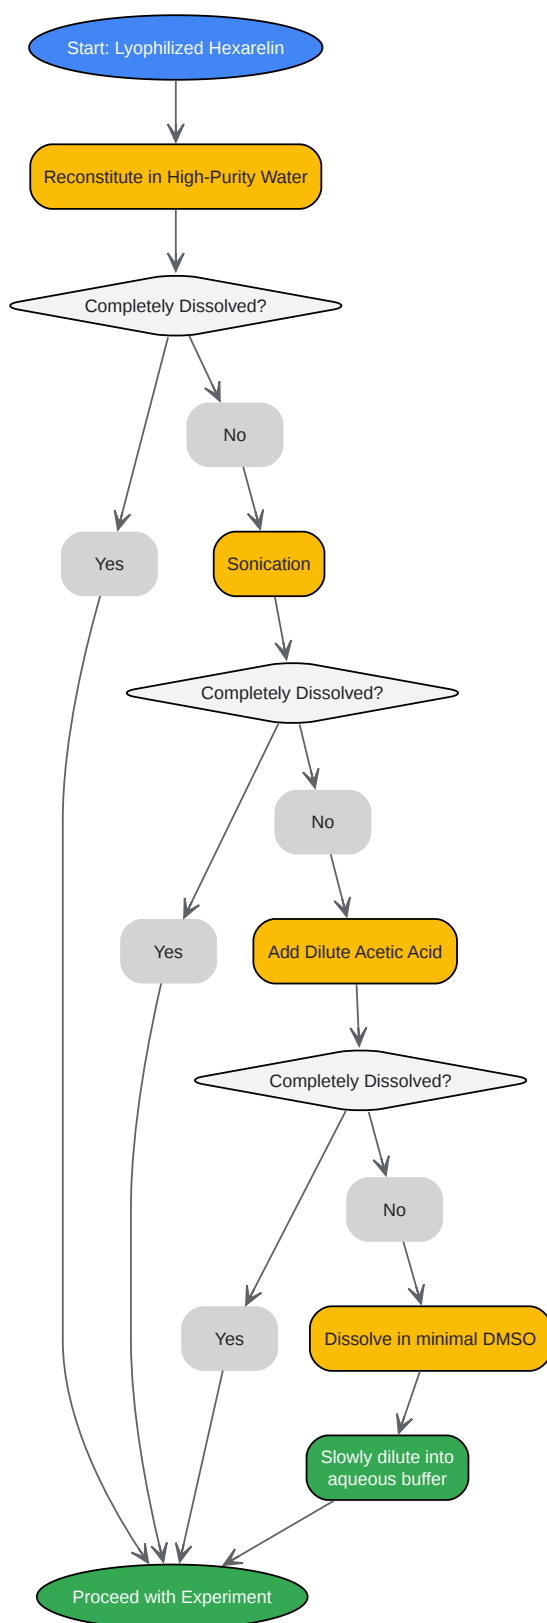 Start: Lyophilized Hexarelin
Reconstitute in High-Purity Water
Completely Dissolved?
No
Yes
Sonication
Completely Dissolved?
No
Yes
Add Dilute Acetic Acid
Completely Dissolved?
No
Yes
Dissolve in minimal DMSO
Slowly dilute into
aqueous buffer
Proceed with Experiment